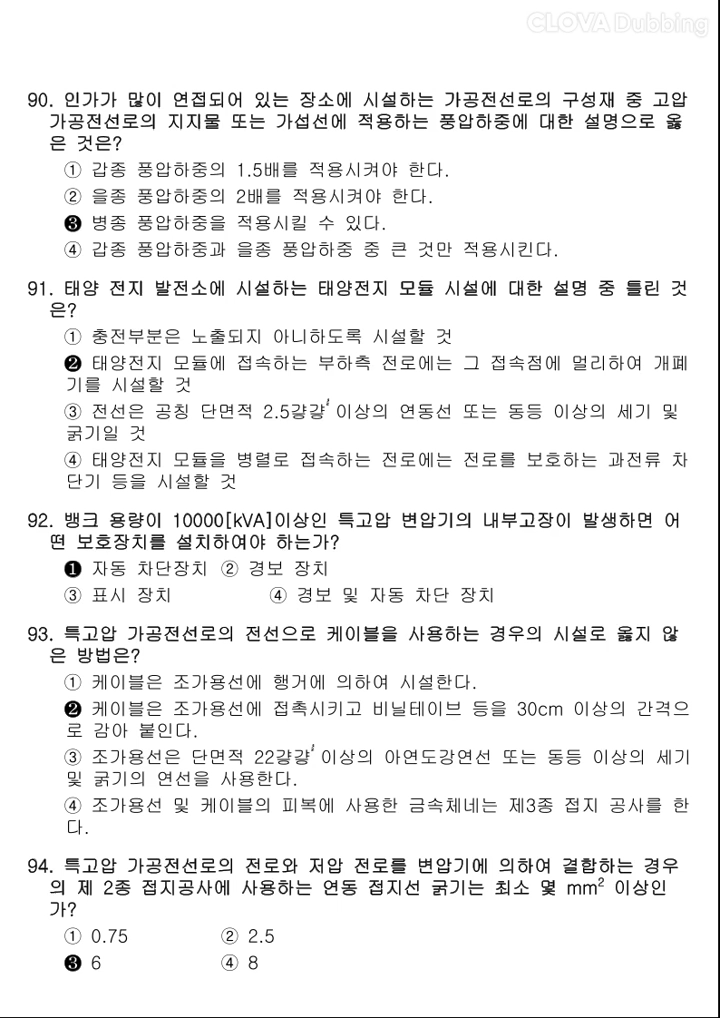 CLOVA Dubbing
90. 인가가 많이 연접되어 있는 장소에 시설하는 가공전선로의 구성재 중 고압
가공전선로의 지지물 또는 가섭선에 적용하는 풍압하중에 대한 설명으로 옳
은 것은?
① 갑종 풍압하중의 1.5배를 적용시켜야 한다.
② 을종 풍압하중의 2배를 적용시켜야 한다.
❸ 병종 풍압하중을 적용시킬 수 있다.
④ 갑종 풍압하중과 을종 풍압하중 중 큰 것만 적용시킨다.
91. 태양 전지 발전소에 시설하는 태양전지 모듈 시설에 대한 설명 중 틀린 것
은?
① 충전부분은 노출되지 아니하도록 시설할 것
❷ 태양전지 모듈에 접속하는 부하측 전로에는 그 접속점에 멀리하여 개폐
기를 시설할 것
③ 전선은 공칭 단면적 2.5걍걍ℓ 이상의 연동선 또는 동등 이상의 세기 및
굵기일 것
④ 태양전지 모듈을 병렬로 접속하는 전로에는 전로를 보호하는 과전류 차
단기 등을 시설할 것
92. 뱅크 용량이 10000[kVA]이상인 특고압 변압기의 내부고장이 발생하면 어
떤 보호장치를 설치하여야 하는가?
❶ 자동 차단장치 ② 경보 장치
③ 표시 장치 ④ 경보 및 자동 차단 장치
93. 특고압 가공전선로의 전선으로 케이블을 사용하는 경우의 시설로 옳지 않
은 방법은?
① 케이블은 조가용선에 행거에 의하여 시설한다.
❷ 케이블은 조가용선에 접촉시키고 비닐테이브 등을 30cm 이상의 간격으
로 감아 붙인다.
③ 조가용선은 단면적 22걍걍ℓ 이상의 아연도강연선 또는 동등 이상의 세기
및 굵기의 연선을 사용한다.
④ 조가용선 및 케이블의 피복에 사용한 금속체네는 제3종 접지 공사를 한
다.
94. 특고압 가공전선로의 전로와 저압 전로를 변압기에 의하여 결합하는 경우
의 제 2종 접지공사에 사용하는 연동 접지선 굵기는 최소 몇 mm² 이상인
가?
① 0.75 ② 2.5
❸ 6 ④ 8